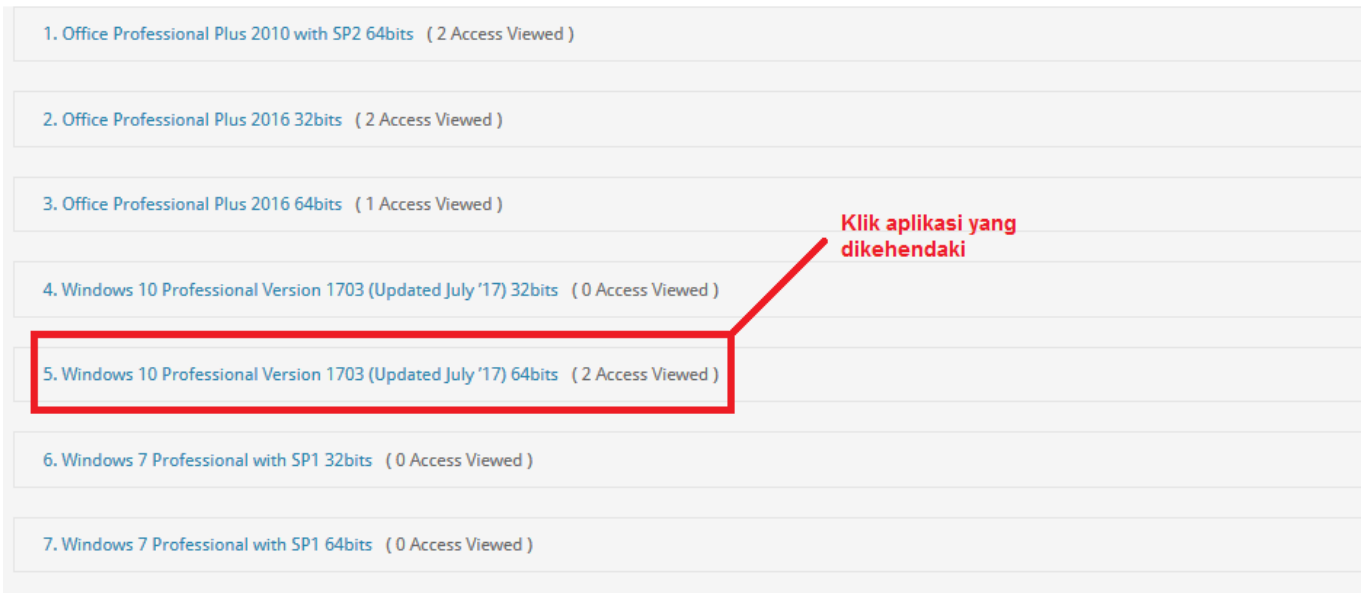 1. Office Professional Plus 2010 with SP2 64bits ( 2 Access Viewed )
2. Office Professional Plus 2016 32bits ( 2 Access Viewed )
3. Office Professional Plus 2016 64bits ( 1 Access Viewed )
Klik aplikasi yang
dikehendaki
4. Windows 10 Professional Version 1703 (Updated July ’17) 32bits ( 0 Access Viewed )
5. Windows 10 Professional Version 1703 (Updated July ’17) 64bits ( 2 Access Viewed )
6. Windows 7 Professional with SP1 32bits ( 0 Access Viewed )
7. Windows 7 Professional with SP1 64bits ( 0 Access Viewed )